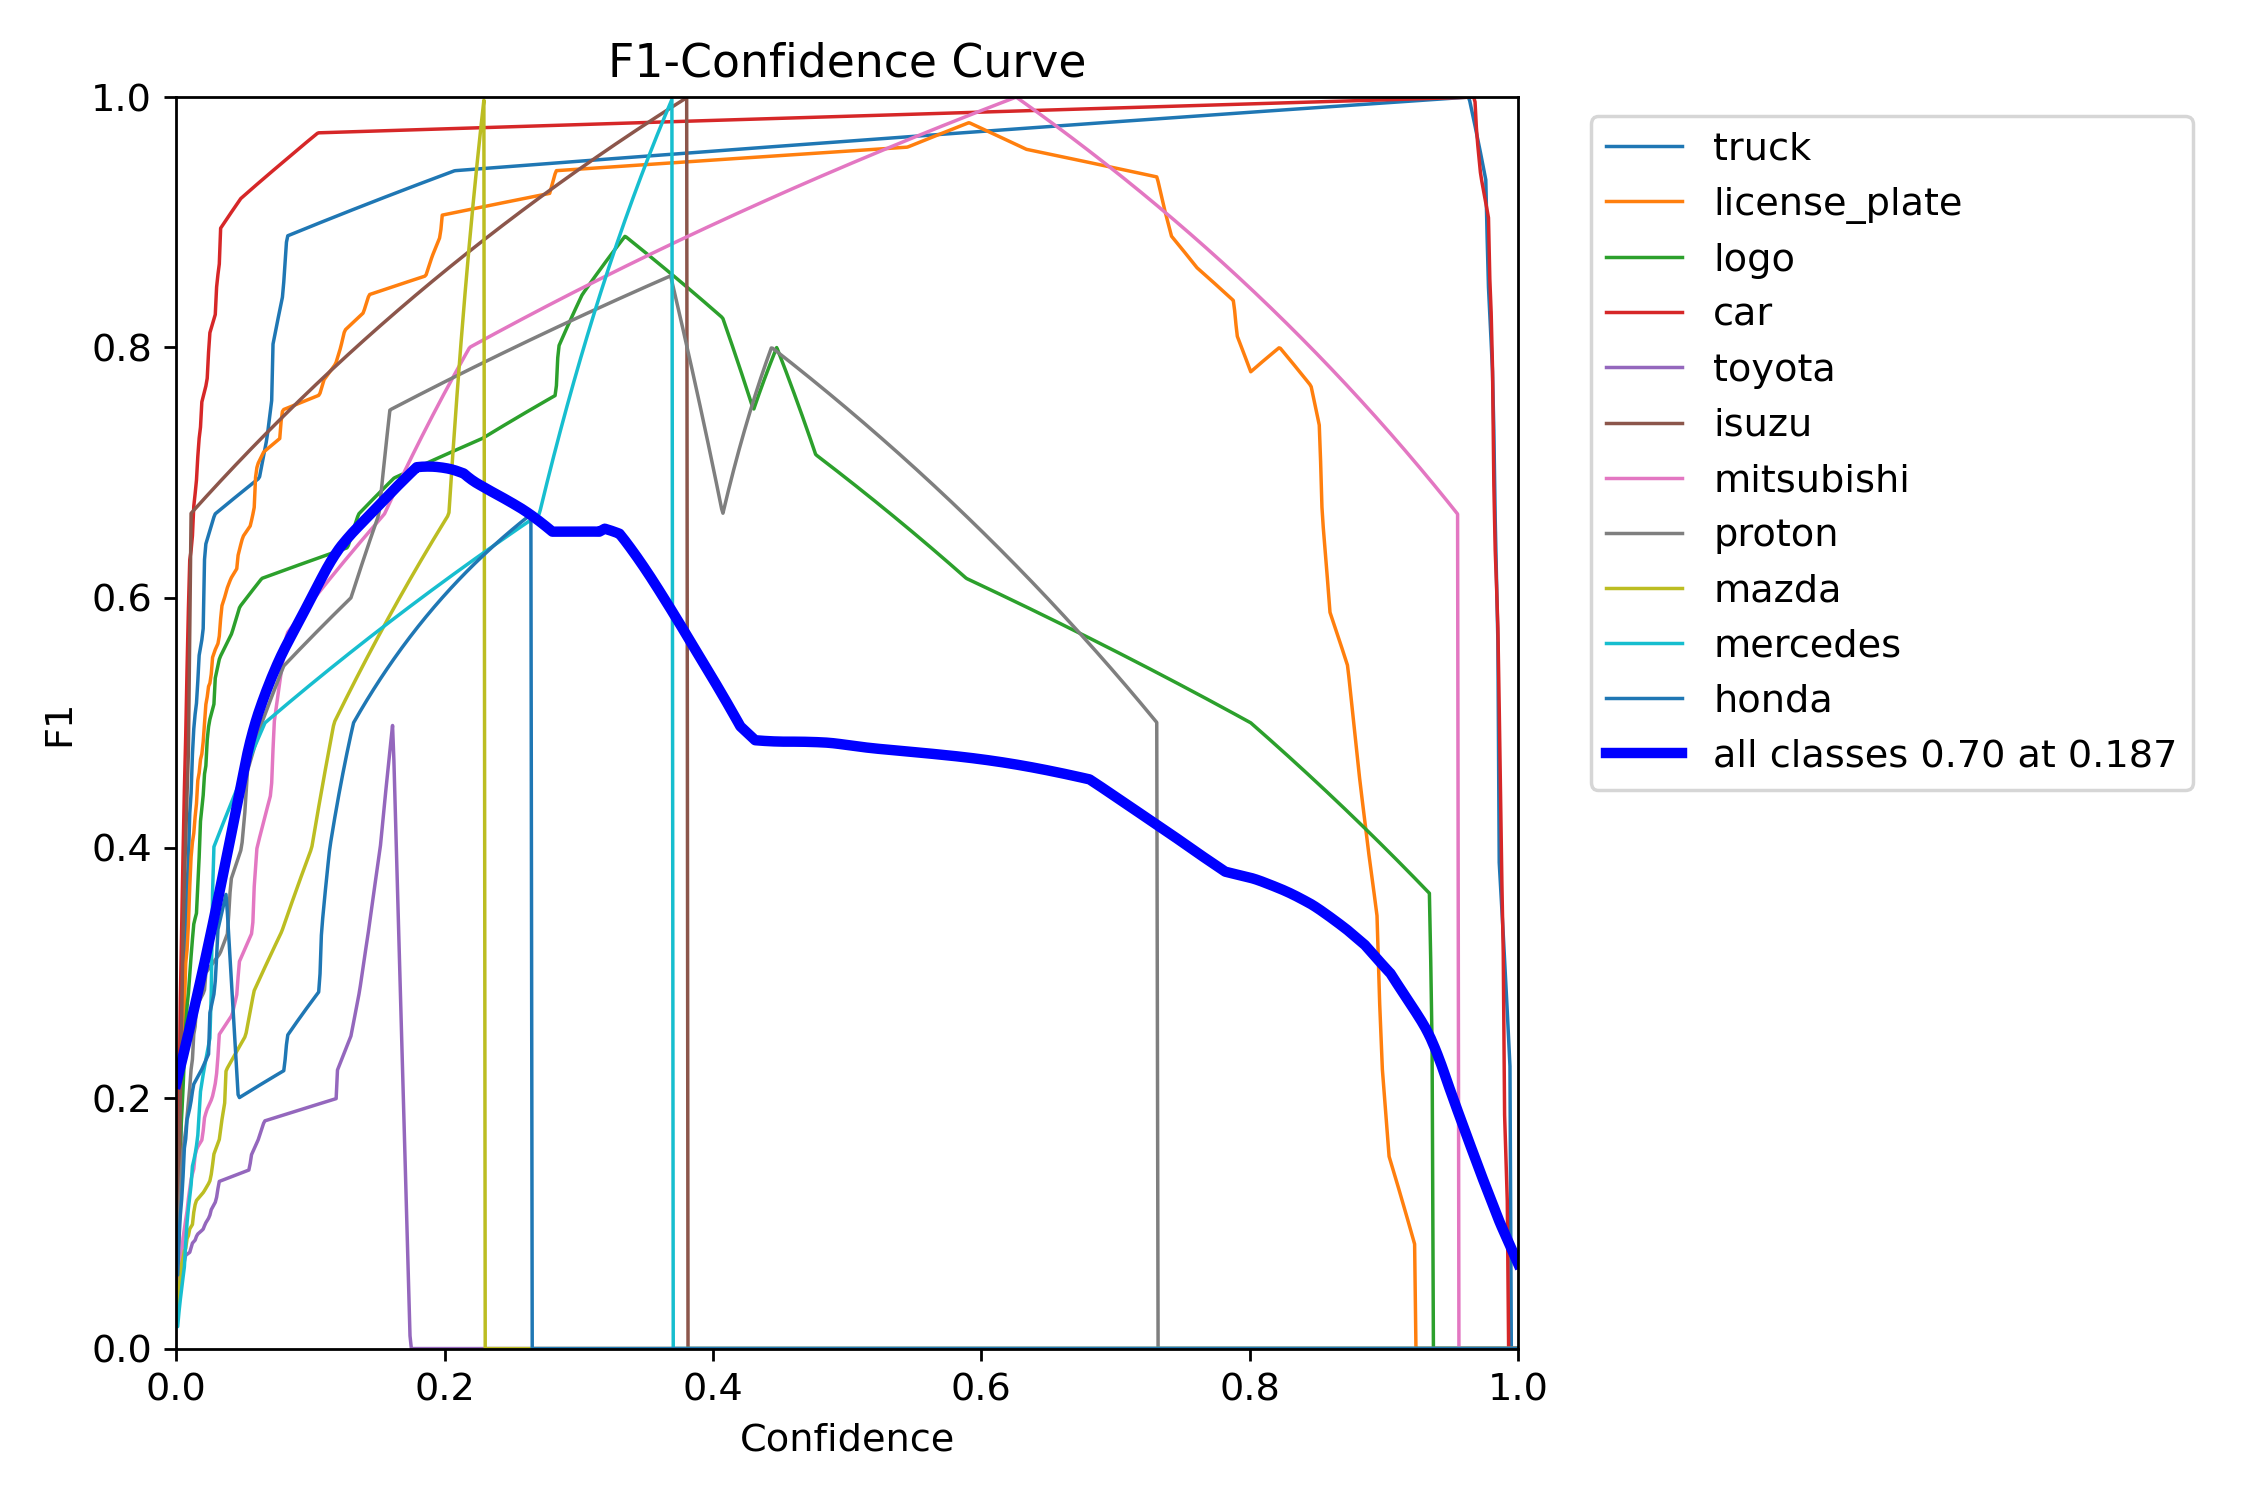 F1-Confidence Curve
1.0
0.8
0.6
0.4
0.2
0.0
F1
0.0 0.2 0.4 0.6 0.8 1.0
Confidence
truck
license_plate
logo
car
toyota
isuzu
mitsubishi
proton
mazda
mercedes
honda
all classes 0.70 at 0.187